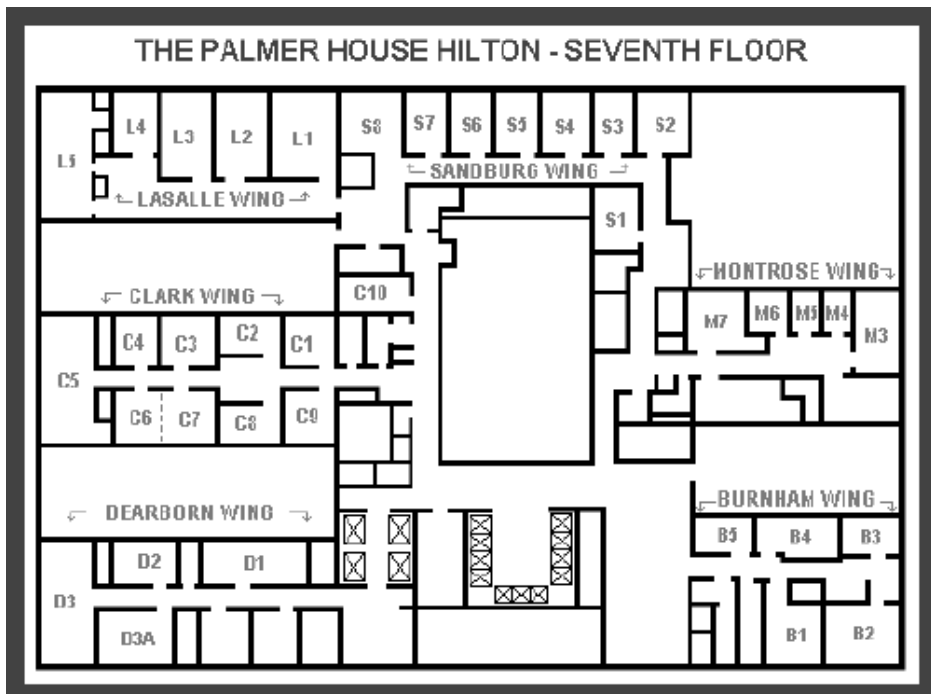 THE PALMER HOUSE HILTON - SEVENTH FLOOR
L5
L4
L3
L2
L1
S8
S7
S6
S5
S4
S3
S2
LASALLE WING
SANDBURG WING
S1
CLARK WING
C10
HONTROSE WING
C5
C4
C3
C2
C1
M7
M6
M5
M4
M3
C6
C7
C8
C9
DEARBORN WING
BURNHAM WING
D3
D2
D1
B5
B4
B3
D3A
B1
B2